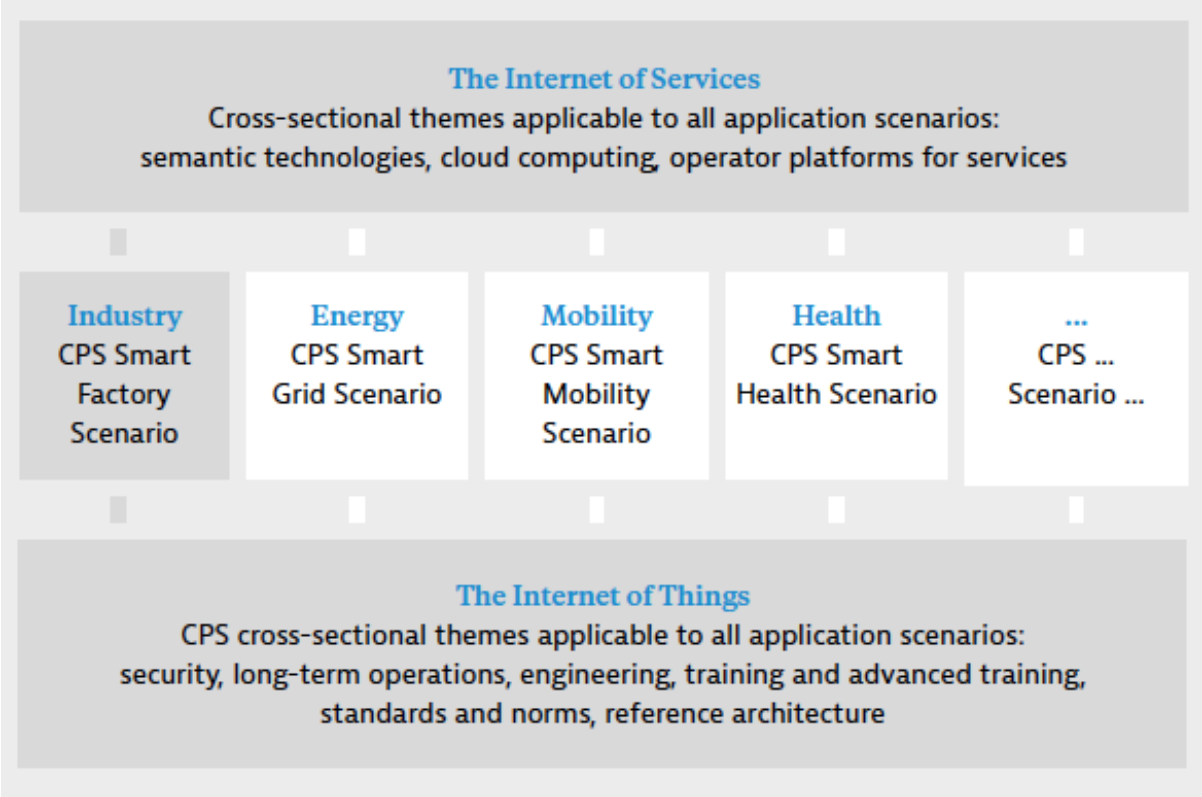 The Internet of Services
Cross-sectional themes applicable to all application scenarios:
semantic technologies, cloud computing, operator platforms for services
Industry
CPS Smart
Factory
Scenario
Energy
CPS Smart
Grid Scenario
Mobility
CPS Smart
Mobility
Scenario
Health
CPS Smart
Health Scenario
...
CPS ...
Scenario ...
The Internet of Things
CPS cross-sectional themes applicable to all application scenarios:
security, long-term operations, engineering, training and advanced training,
standards and norms, reference architecture